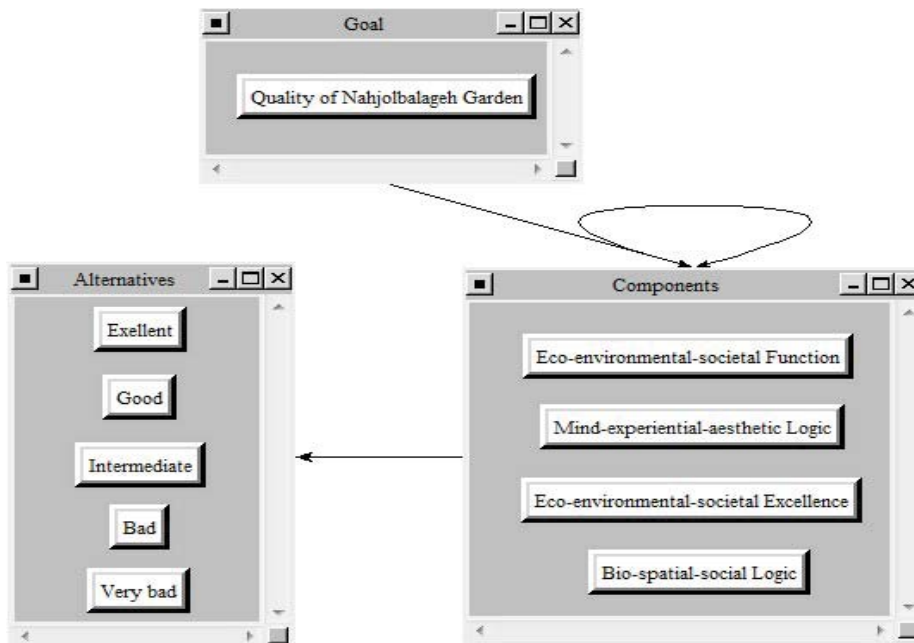 Goal
Quality of Nahjolbalageh Garden
Alternatives
Exellent
Good
Intermediate
Bad
Very bad
Components
Eco-environmental-societal Function
Mind-experiential-aesthetic Logic
Eco-environmental-societal Excellence
Bio-spatial-social Logic